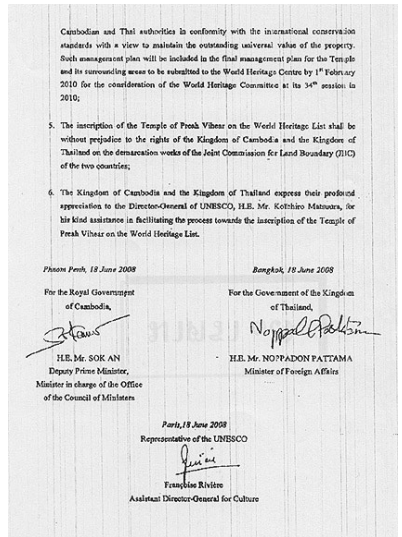 Cambodian and Thai authorities in conformity with the international conservation
standards with a view to maintain the outstanding universal value of the property.
Such management plan will be included in the final management plan for the Temple
and its surrounding areas to be submitted to the World Heritage Centre by 1st February
2010 for the consideration of the World Heritage Committee at its 34th session in
2010;
5. The inscription of the Temple of Preah Vihear on the World Heritage List shall be
without prejudice to the rights of the Kingdom of Cambodia and the Kingdom of
Thailand on the demarcation works of the Joint Commission for Land Boundary (JBC)
of the two countries;
6. The Kingdom of Cambodia and the Kingdom of Thailand express their profound
appreciation to the Director-General of UNESCO, H.E. Mr. Koïchiro Matsuura, for
his kind assistance in facilitating the process towards the inscription of the Temple of
Preah Vihear on the World Heritage List.
Phnom Penh, 18 June 2008
For the Royal Government
of Cambodia,
H.E. Mr. SOK AN
Deputy Prime Minister,
Minister in charge of the Office
of the Council of Ministers
Bangkok, 18 June 2008
For the Government of the Kingdom
of Thailand,
Noppadon Pattama
H.E. Mr. NOPPADON PATTAMA
Minister of Foreign Affairs
Paris, 18 June 2008
Representative of the UNESCO
Françoise Rivière
Assistant Director-General for Culture